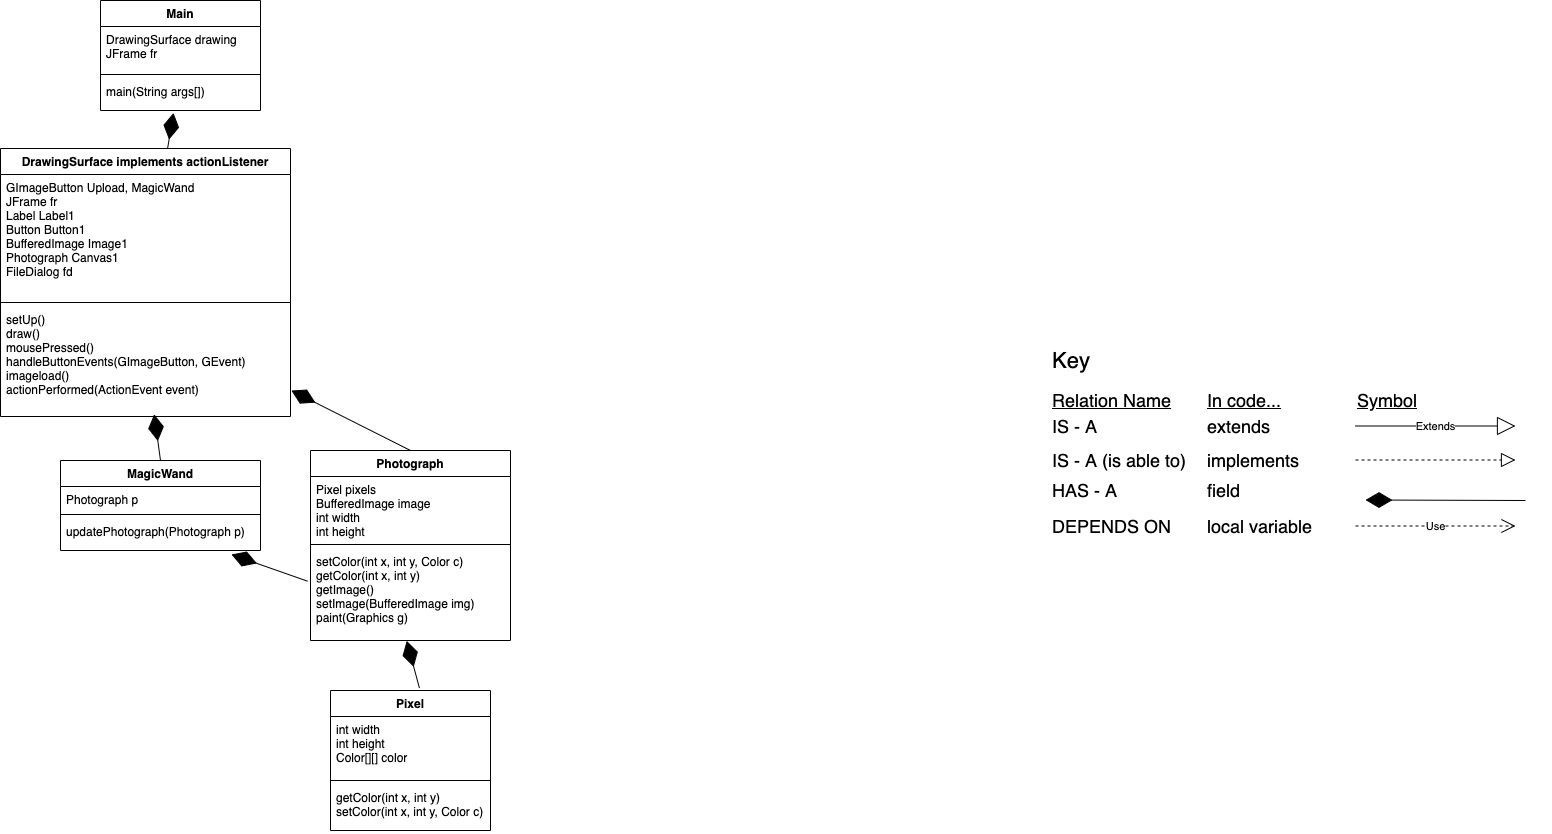 Main
DrawingSurface drawing
JFrame fr
main(String args[])
DrawingSurface implements actionListener
GImageButton Upload, MagicWand
JFrame fr
Label Label1
Button Button1
BufferedImage Image1
Photograph Canvas1
FileDialog fd
setUp()
draw()
mousePressed()
handleButtonEvents(GImageButton, GEvent)
imageload()
actionPerformed(ActionEvent event)
MagicWand
Photograph p
updatePhotograph(Photograph p)
Photograph
Pixel pixels
BufferedImage image
int width
int height
setColor(int x, int y, Color c)
getColor(int x, int y)
getImage()
setImage(BufferedImage img)
paint(Graphics g)
Pixel
int width
int height
Color[][] color
getColor(int x, int y)
setColor(int x, int y, Color c)
Key
Relation Name In code... Symbol
IS - A extends Extends
IS - A (is able to) implements
HAS - A field
DEPENDS ON local variable Use